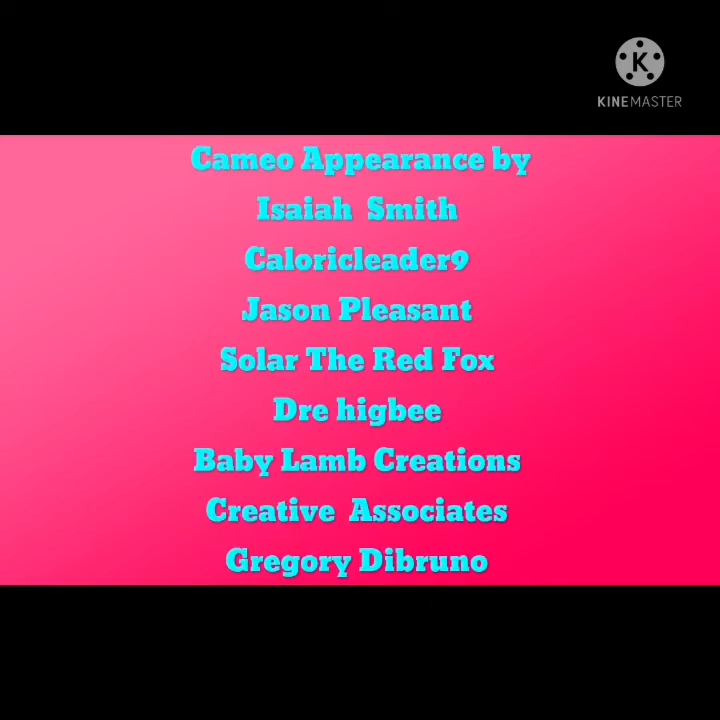 K
KINEMASTER
Cameo Appearance by
Isaiah Smith
Caloricleader9
Jason Pleasant
Solar The Red Fox
Dre higbee
Baby Lamb Creations
Creative Associates
Gregory Dibruno